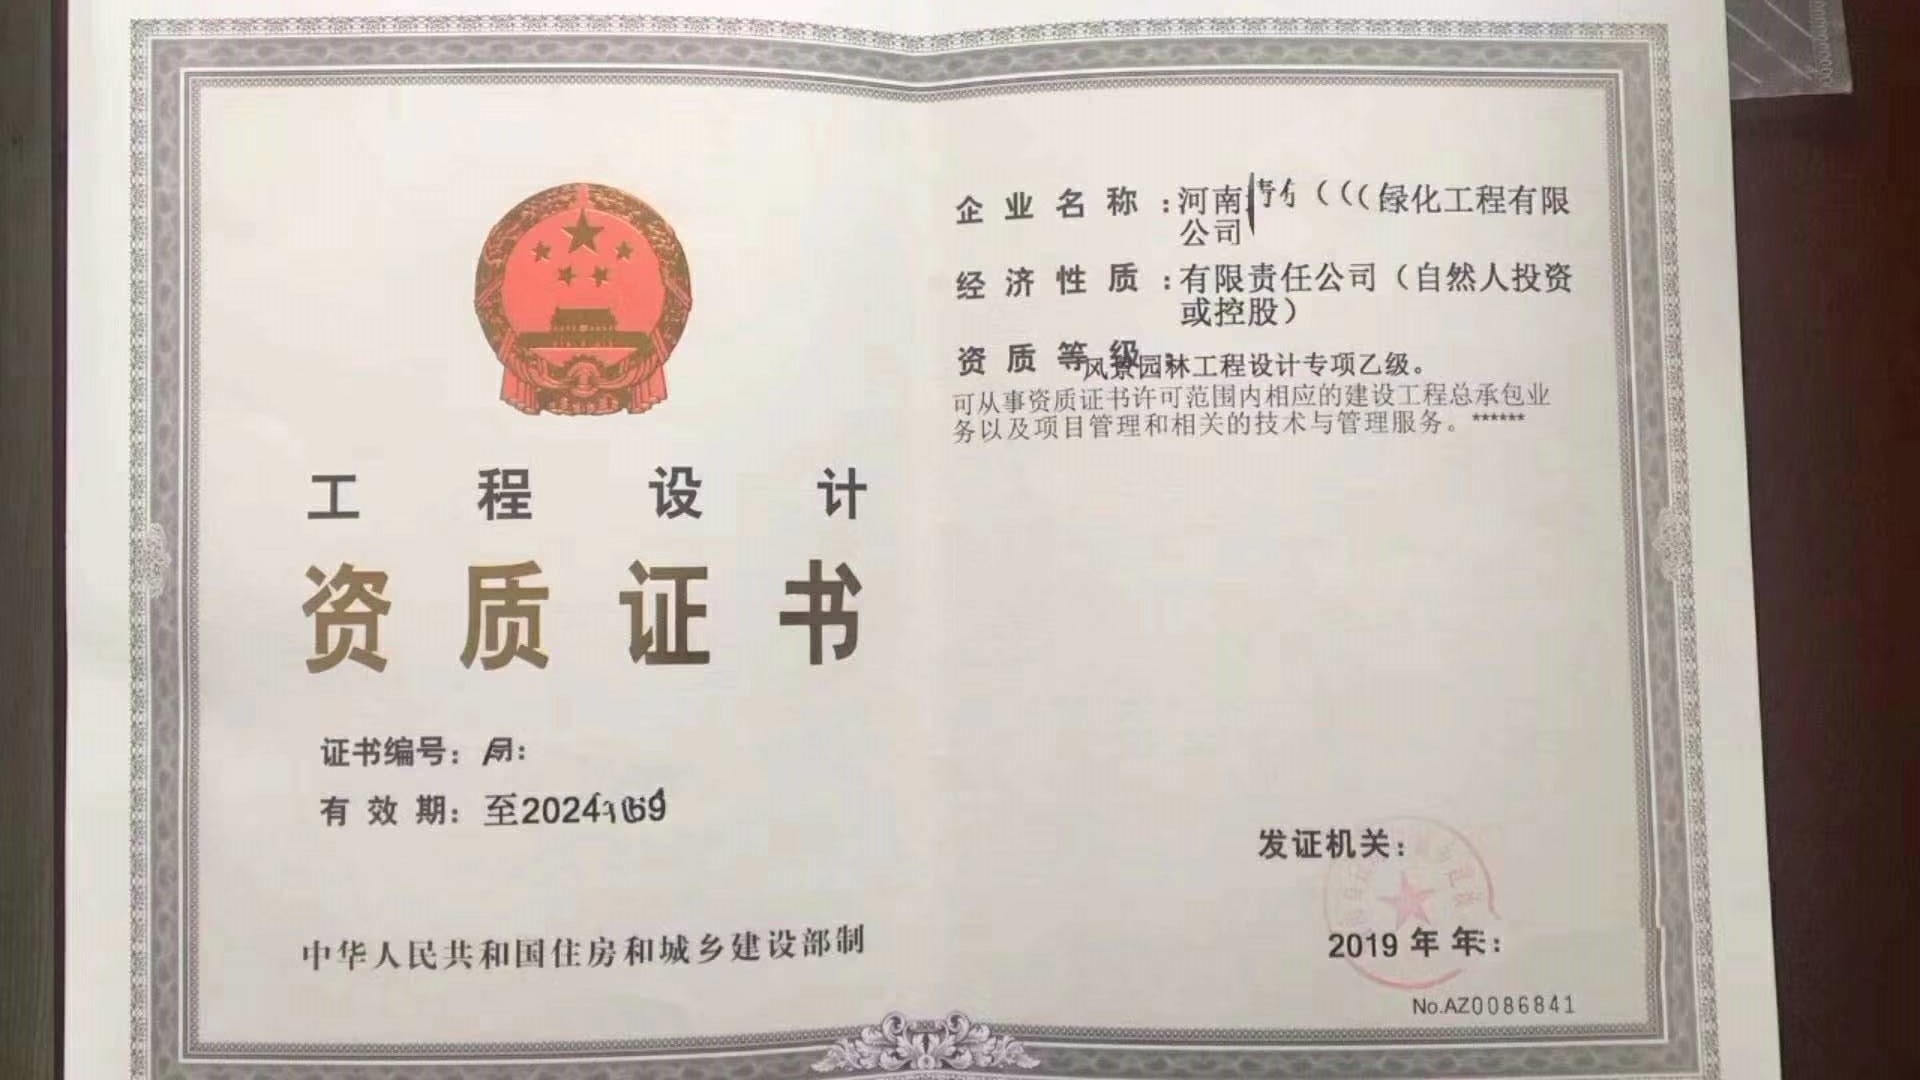 工程设计
资质证书
证书编号：
有效期：至2024
中华人民共和国住房和城乡建设部制
企业名称：河南 绿化工程有限
公司
经济性质：有限责任公司（自然人投资
或控股）
资质等级：
风景园林工程设计专项乙级。
可从事资质证书许可范围内相应的建设工程总承包业
务以及项目管理和相关的技术与管理服务。******
发证机关：
2019 年 年
No.AZ0086841